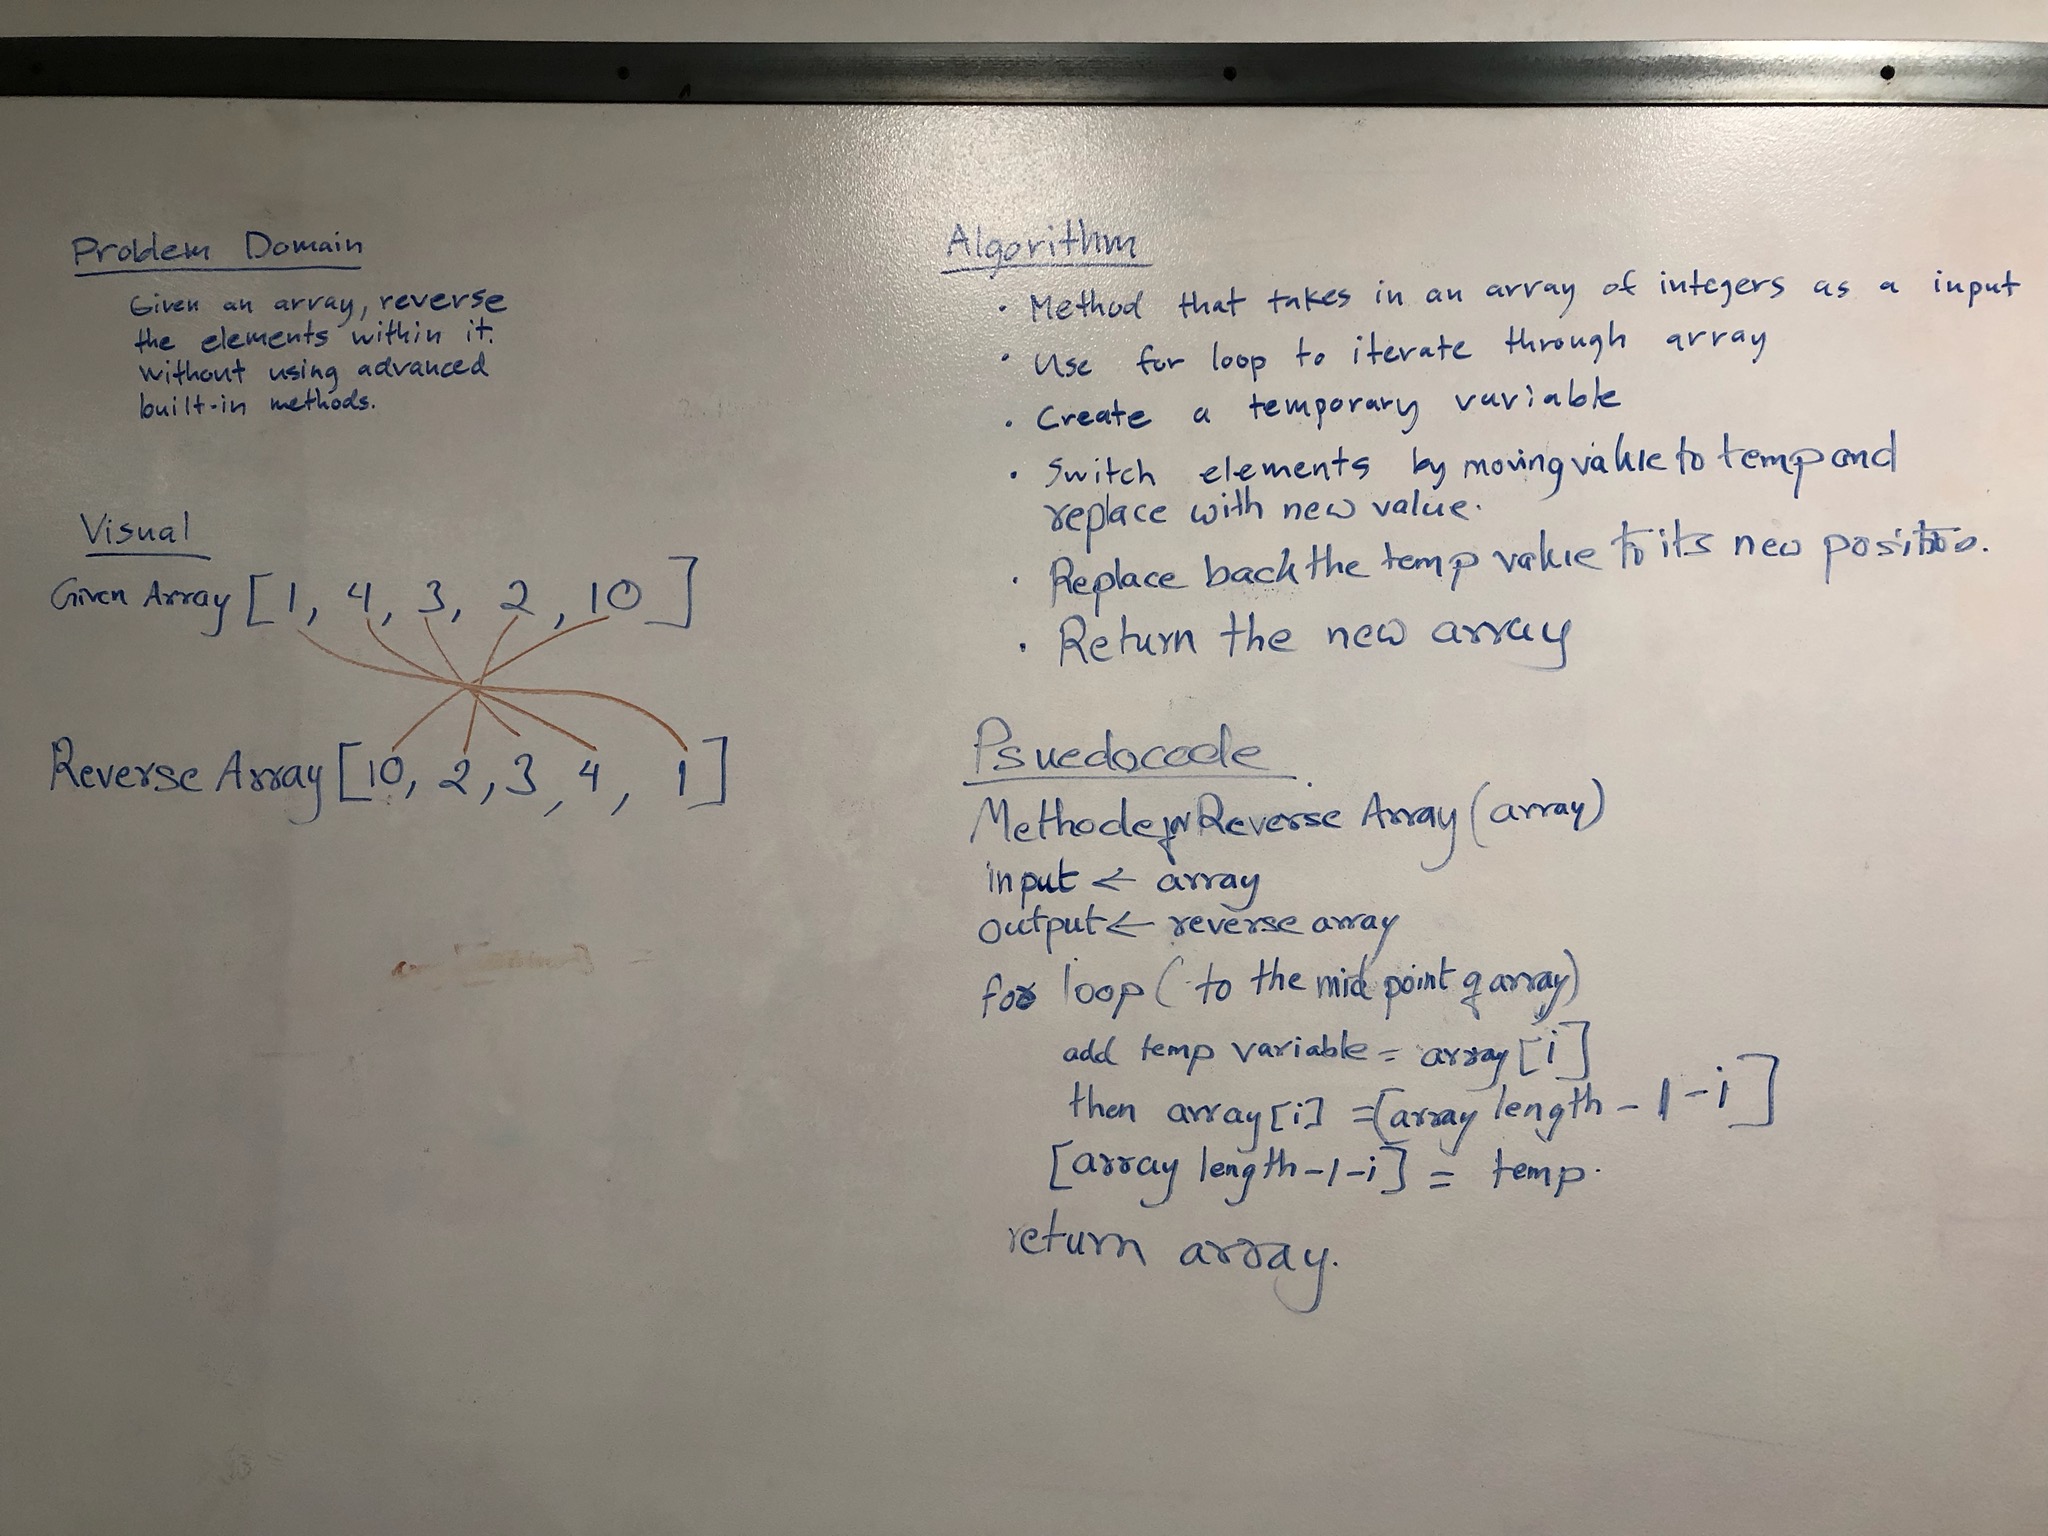 Problem Domain
Given an array, reverse
the elements within it.
without using advanced
built-in methods.
Visual
Given Array [1, 4, 3, 2, 10]
Reverse Array [10, 2, 3, 4, 1]
Algorithm
· Method that takes in an array of integers as a input
· Use for loop to iterate through array
· Create a temporary variable
· Switch elements by moving value to temp and
replace with new value.
· Replace back the temp value to its new position.
· Return the new array
Psuedocode
Method for Reverse Array (array)
input ← array
output ← reverse array
for loop ( to the mid point of array)
add temp variable = array [i]
then array [i] = [array length - 1 - i]
[array length - 1 - i] = temp.
return array.